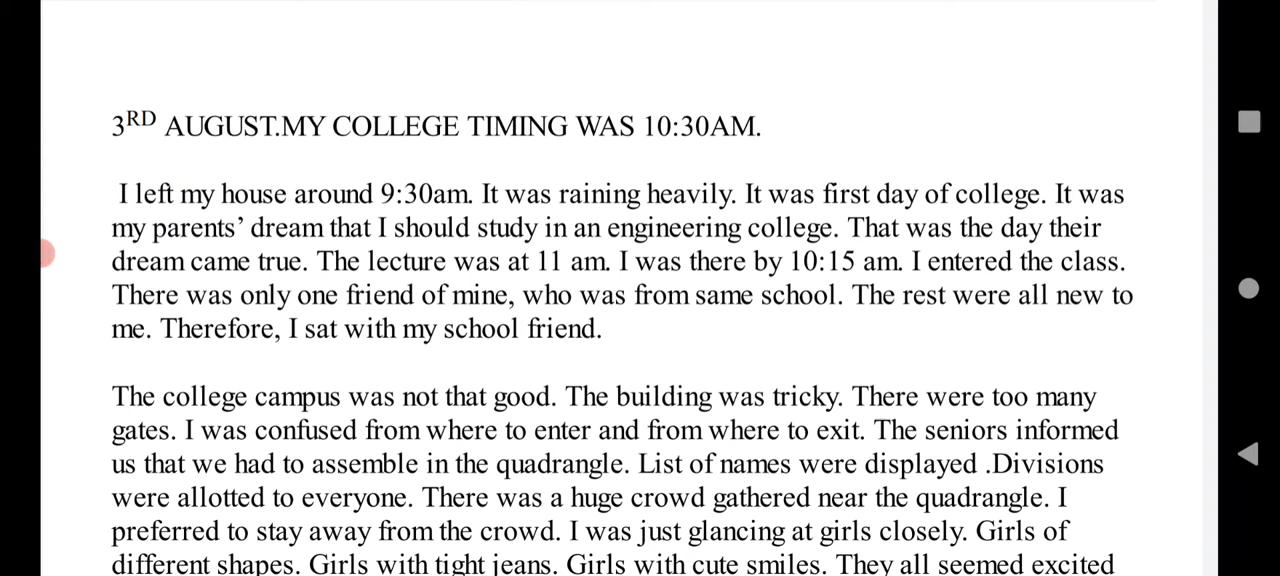 3RD AUGUST.MY COLLEGE TIMING WAS 10:30AM.
I left my house around 9:30am. It was raining heavily. It was first day of college. It was
my parents’ dream that I should study in an engineering college. That was the day their
dream came true. The lecture was at 11 am. I was there by 10:15 am. I entered the class.
There was only one friend of mine, who was from same school. The rest were all new to
me. Therefore, I sat with my school friend.
The college campus was not that good. The building was tricky. There were too many
gates. I was confused from where to enter and from where to exit. The seniors informed
us that we had to assemble in the quadrangle. List of names were displayed .Divisions
were allotted to everyone. There was a huge crowd gathered near the quadrangle. I
preferred to stay away from the crowd. I was just glancing at girls closely. Girls of
different shapes. Girls with tight jeans. Girls with cute smiles. They all seemed excited